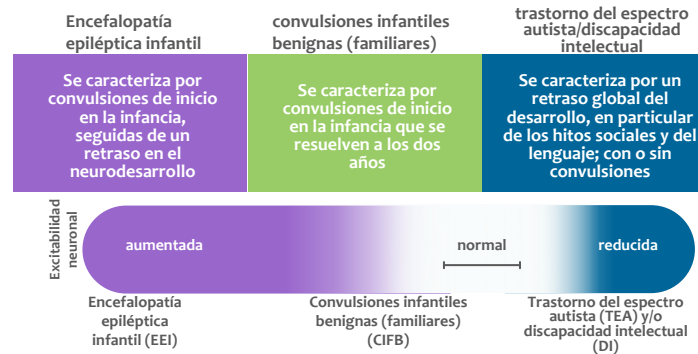 Encefalopatía
epiléptica infantil
convulsiones infantiles
benignas (familiares)
trastorno del espectro
autista/discapacidad
intelectual
Se caracteriza por
convulsiones de inicio
en la infancia,
seguidas de un
retraso en el
neurodesarrollo
Se caracteriza por
convulsiones de inicio
en la infancia que se
resuelven a los dos
años
Se caracteriza por un
retraso global del
desarrollo, en particular
de los hitos sociales y del
lenguaje; con o sin
convulsiones
Excitabilidad
neuronal
aumentada
normal
reducida
Encefalopatía
epiléptica
infantil (EEI)
Convulsiones infantiles
benignas (familiares)
(CIFB)
Trastorno del espectro
autista (TEA) y/o
discapacidad intelectual
(DI)